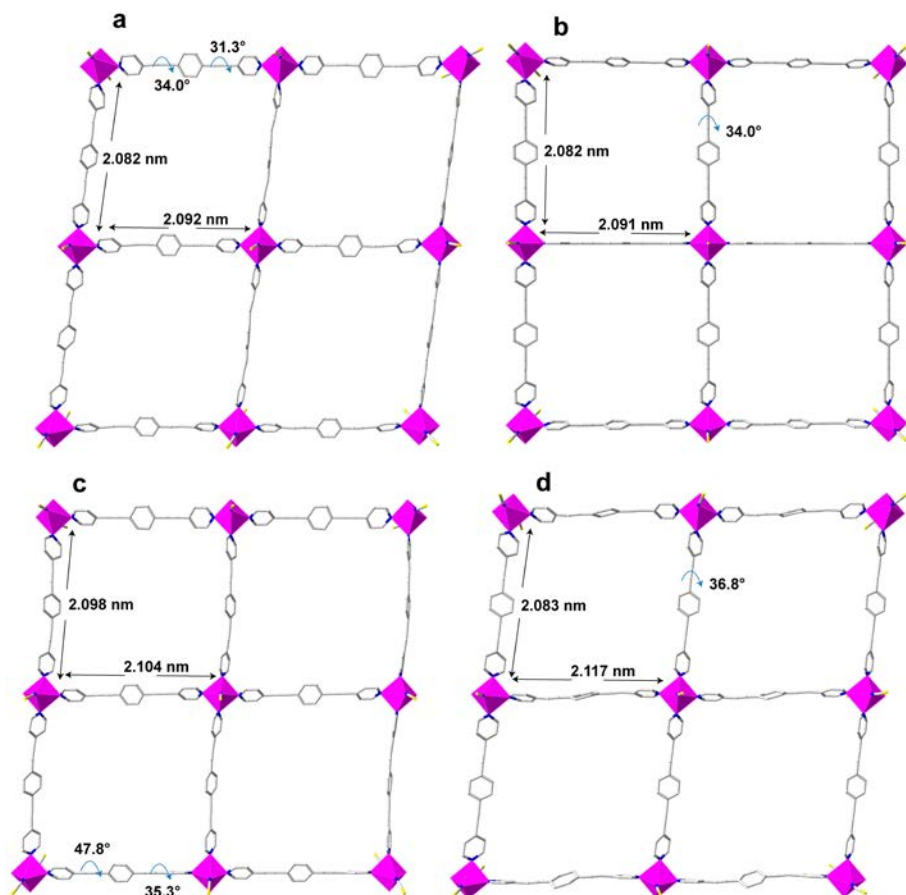 a
31.3°
34.0°
2.082 nm
2.092 nm
b
34.0°
2.082 nm
2.091 nm
c
2.098 nm
2.104 nm
47.8°
35.3°
d
36.8°
2.083 nm
2.117 nm